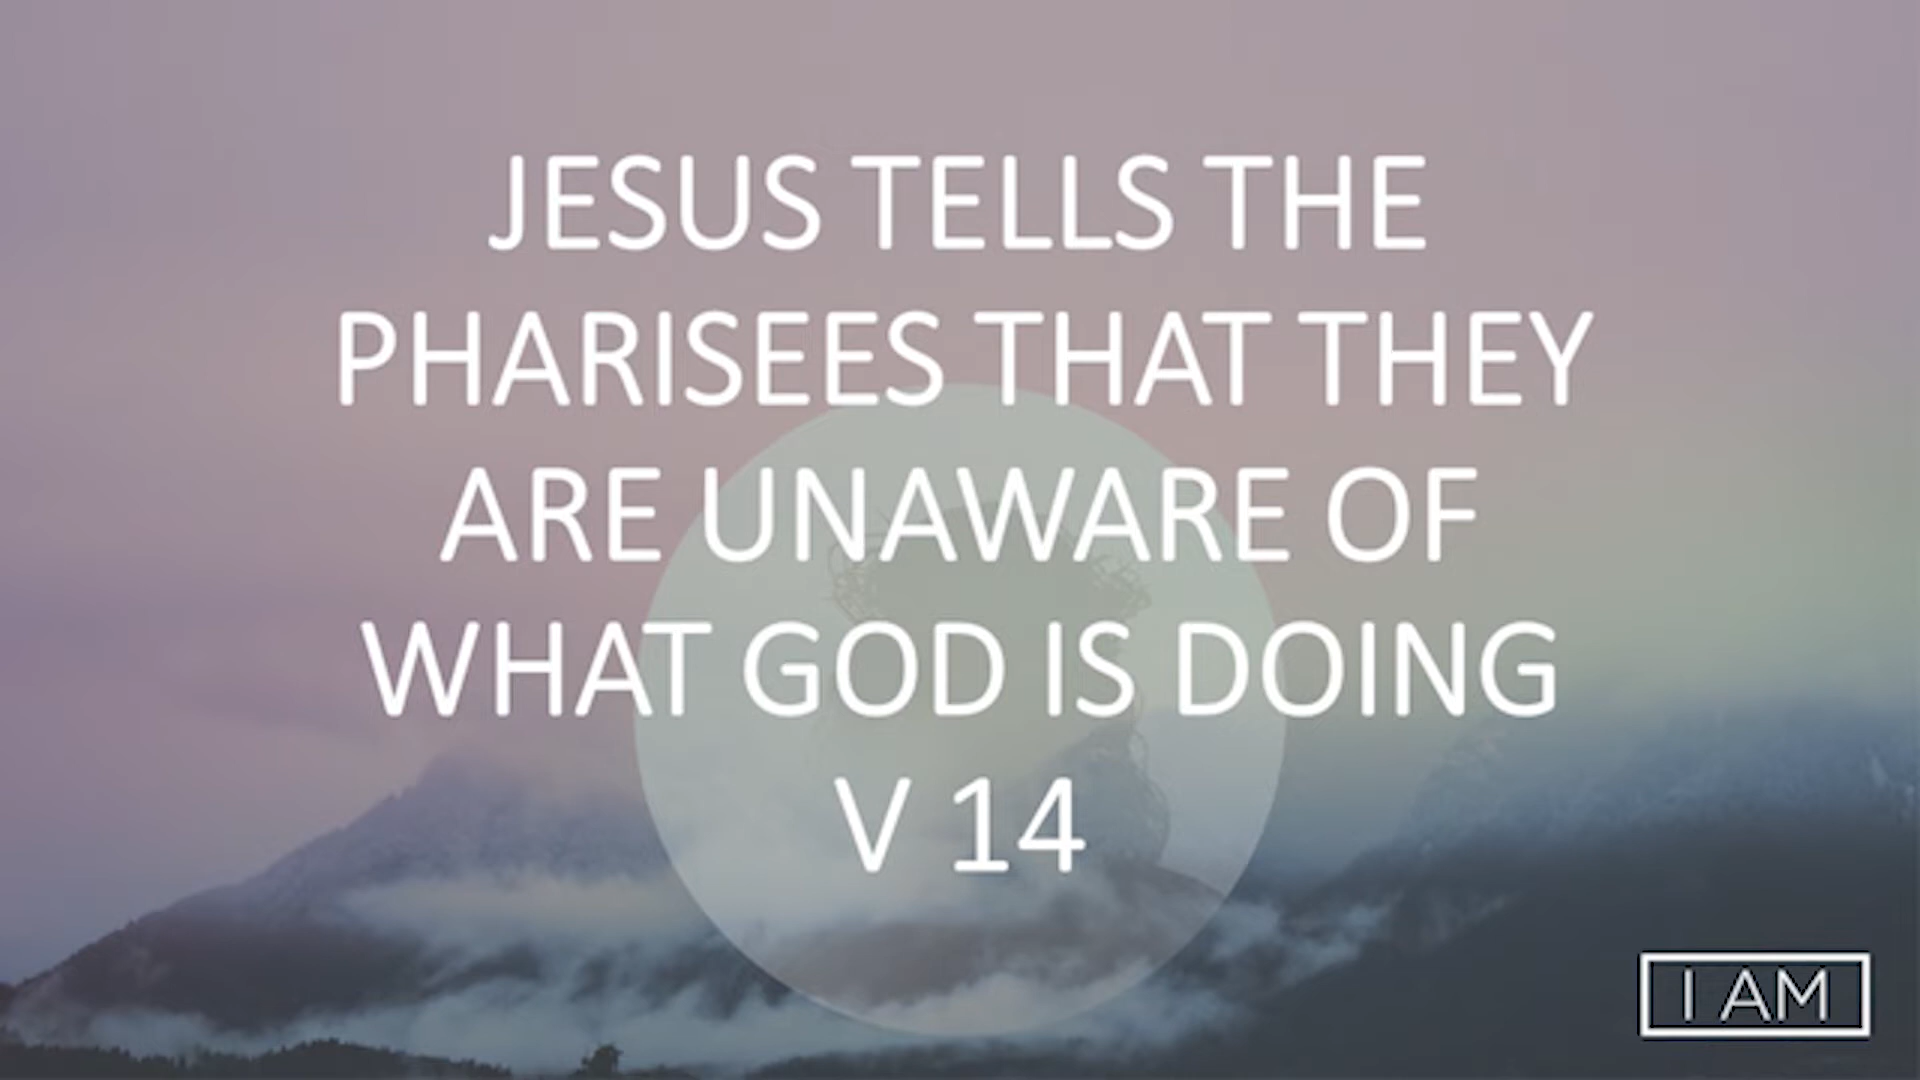 JESUS TELLS THE
PHARISEES THAT THEY
ARE UNAWARE OF
WHAT GOD IS DOING
V 14
I AM